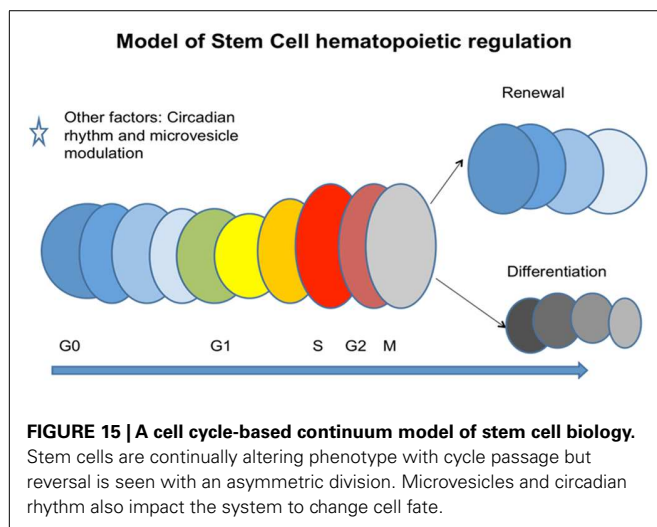 Model of Stem Cell hematopoietic regulation
Other factors: Circadian
rhythm and microvesicle
modulation
Renewal
Differentiation
G0 G1 S G2 M
FIGURE 15 | A cell cycle-based continuum model of stem cell biology.
Stem cells are continually altering phenotype with cycle passage but
reversal is seen with an asymmetric division. Microvesicles and circadian
rhythm also impact the system to change cell fate.